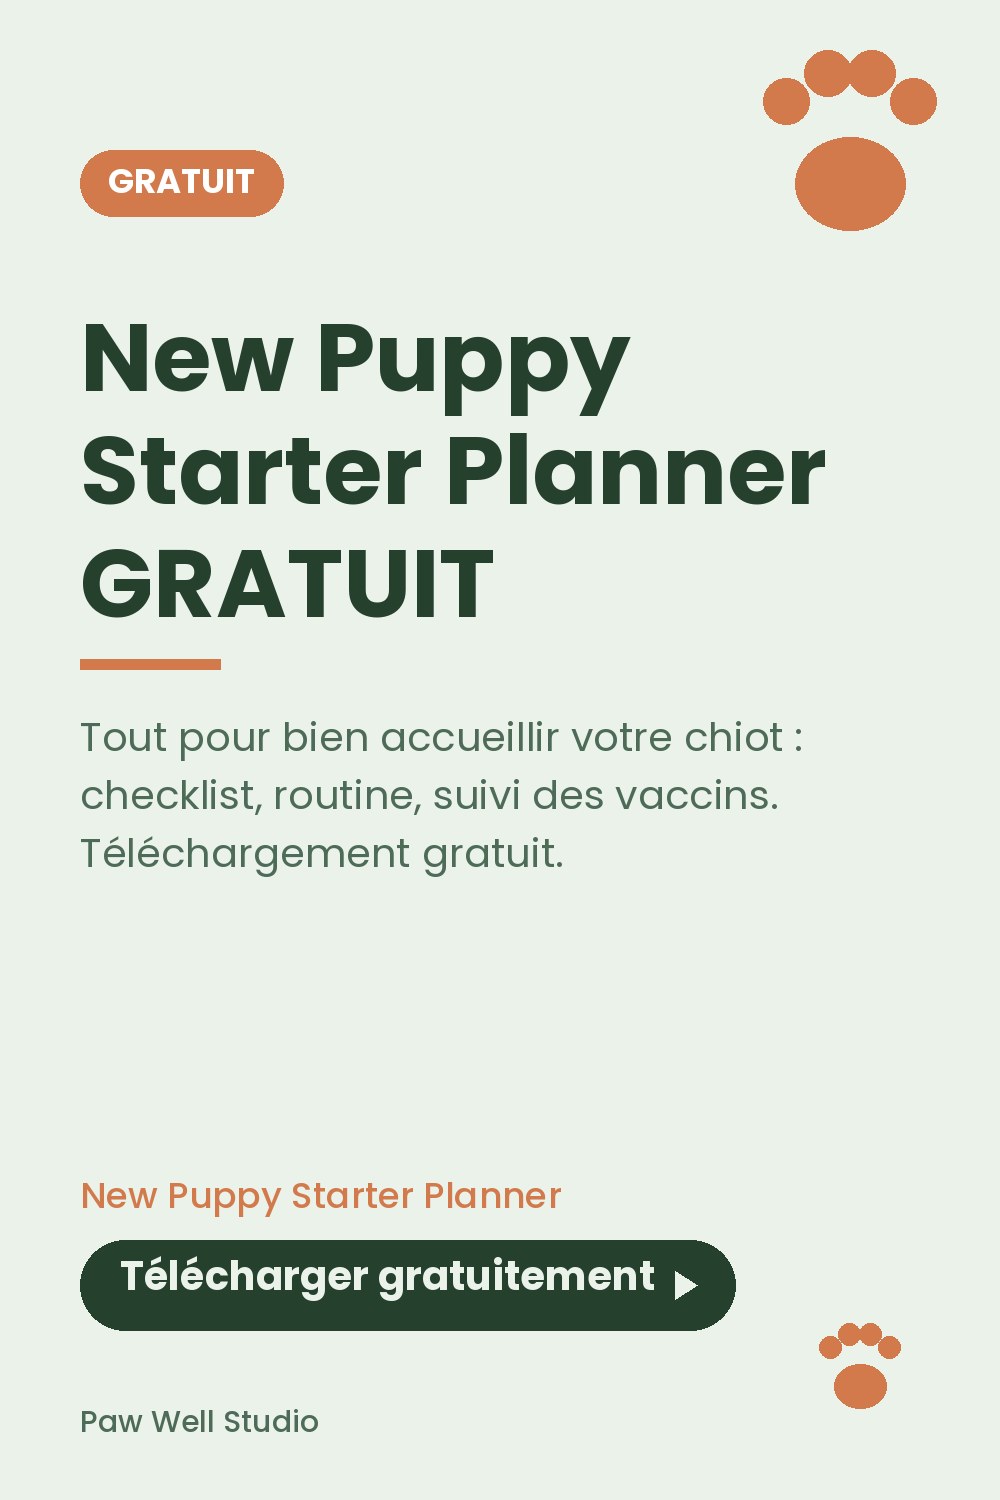 GRATUIT
New Puppy
Starter Planner
GRATUIT
Tout pour bien accueillir votre chiot :
checklist, routine, suivi des vaccins.
Téléchargement gratuit.
New Puppy Starter Planner
Télécharger gratuitement
Paw Well Studio